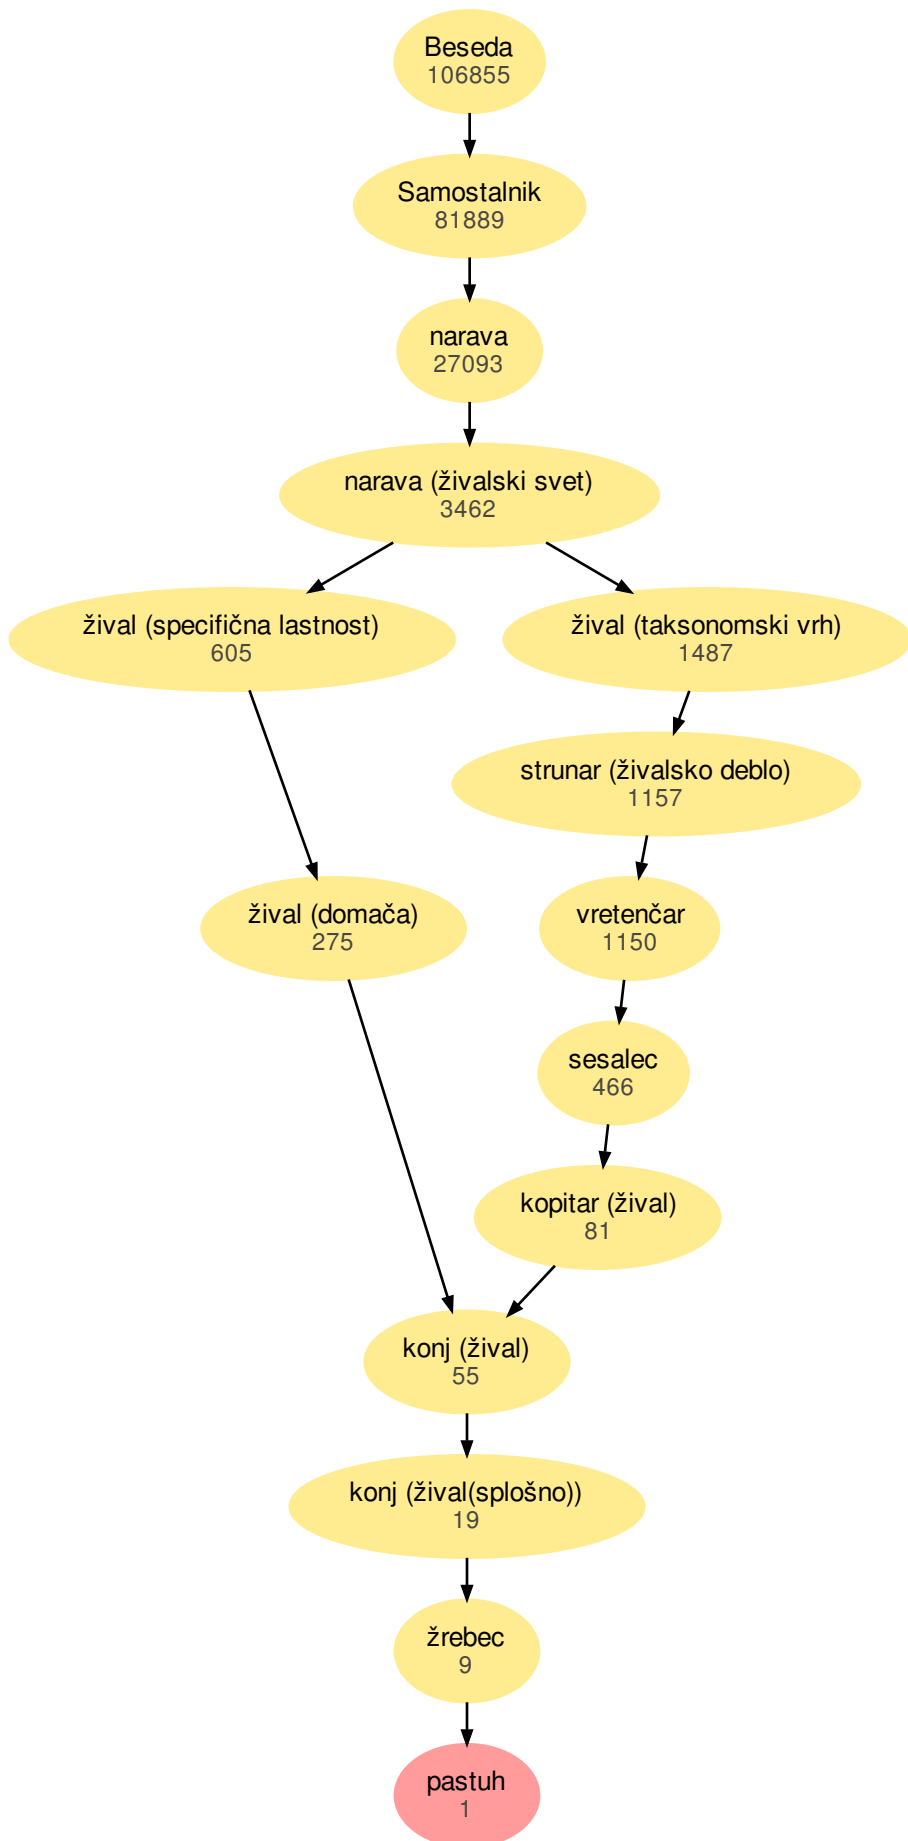 Beseda
106855
Samostalnik
81889
narava
27093
narava (živalski svet)
3462
žival (specifična lastnost)
605
žival (taksonomski vrh)
1487
strunar (živalsko deblo)
1157
žival (domača)
275
vretenčar
1150
sesalec
466
kopitar (žival)
81
konj (žival)
55
konj (žival(splošno))
19
žrebec
9
pastuh
1